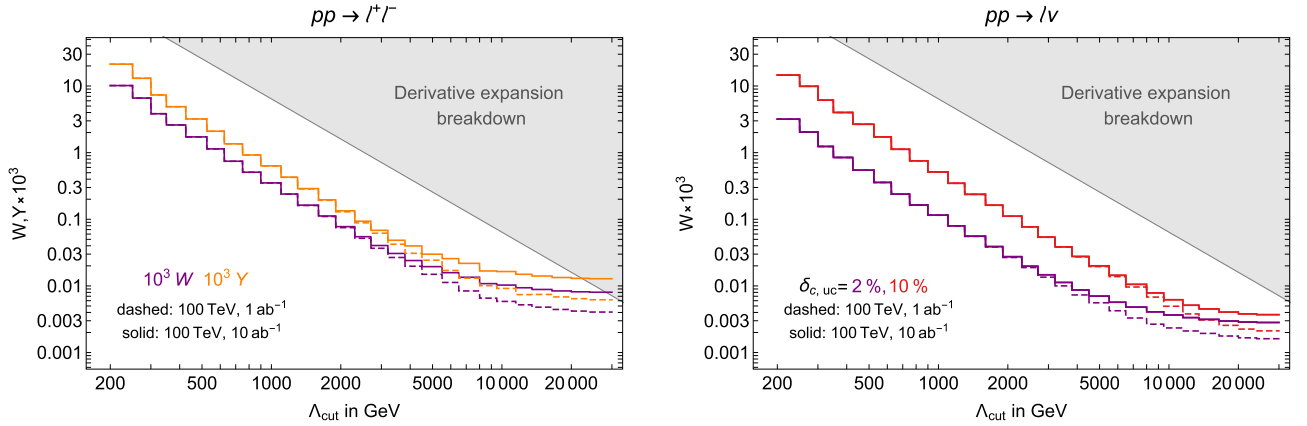 pp → l⁺l⁻
Derivative expansion
breakdown
W,Y×10³
30
10
3
1
0.3
0.1
0.03
0.01
0.003
0.001
10³ W 10³ Y
dashed: 100 TeV, 1 ab⁻¹
solid: 100 TeV, 10 ab⁻¹
200 500 1000 2000 5000 10 000 20 000
Λcut in GeV
pp → lν
Derivative expansion
breakdown
W×10³
30
10
3
1
0.3
0.1
0.03
0.01
0.003
0.001
δc, uc= 2 %, 10 %
dashed: 100 TeV, 1 ab⁻¹
solid: 100 TeV, 10 ab⁻¹
200 500 1000 2000 5000 10 000 20 000
Λcut in GeV